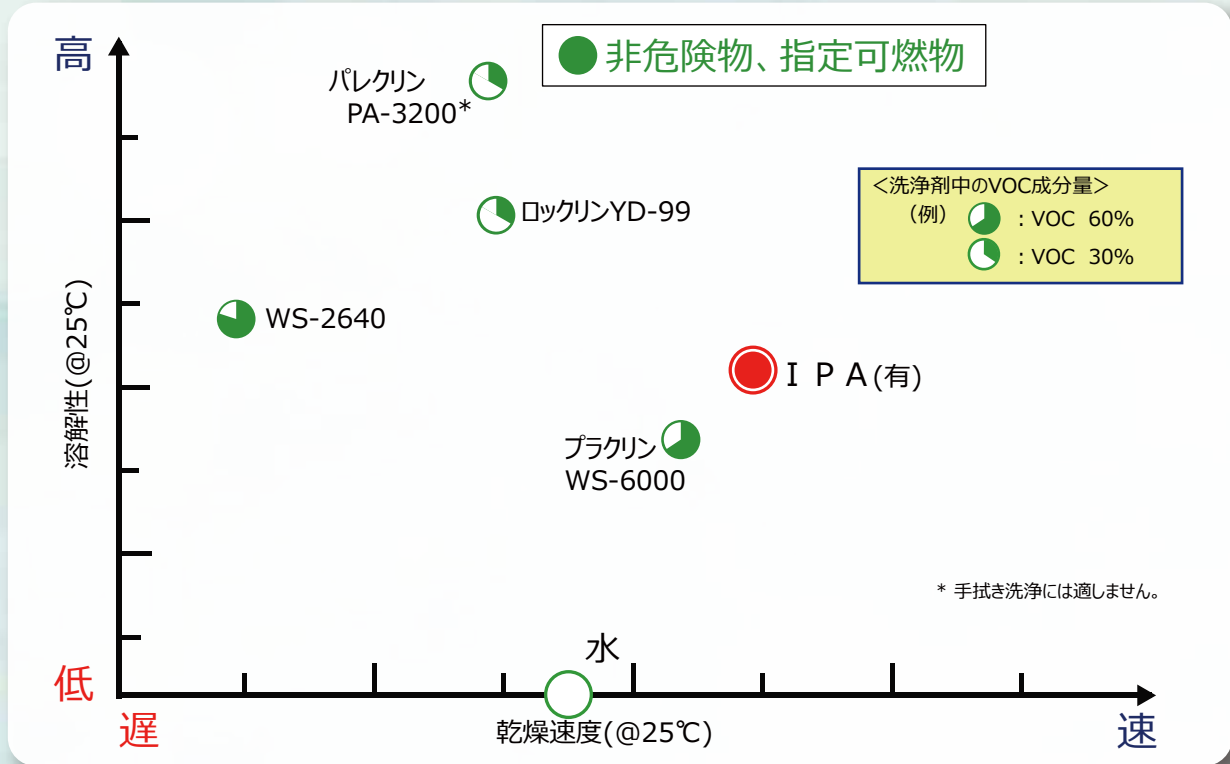 高
● 非危険物、指定可燃物
パレクリン
PA-3200*
<洗浄剤中のVOC成分量>
(例) : VOC 60%
: VOC 30%
ロックリンYD-99
WS-2640
溶解性(@25℃)
ＩＰＡ(有)
プラクリン
WS-6000
* 手拭き洗浄には適しません。
水
低
遅
乾燥速度(@25℃)
速